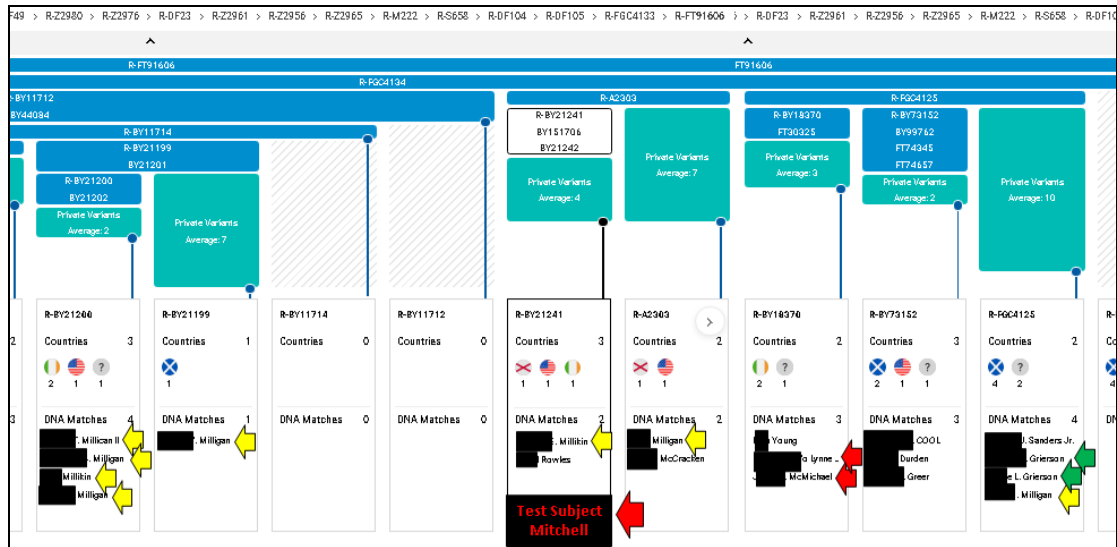 F49 > R-Z2980 > R-Z2976 > R-DF23 > R-Z2961 > R-Z2956 > R-Z2965 > R-M222 > R-S658 > R-DF104 > R-DF105 > R-FGC4133 > R-FT91606 > R-DF23 > R-Z2961 > R-Z2956 > R-Z2965 > R-M222 > R-S658 > R-DF10
R-FT91606 FT91606
R-FGC4134
R-BY11712 R-A2303 R-FGC4125
BY44084
R-BY11714
R-BY21199
BY21201
R-BY21200
BY21202
Private Variants
Average: 2
Private Variants
Average: 7
R-BY21241
BY151706
BY21242
Private Variants
Average: 4
Private Variants
Average: 7
R-BY18370
FT30325
Private Variants
Average: 3
R-BY73152
BY99762
FT74345
FT74657
Private Variants
Average: 2
Private Variants
Average: 10
R-BY21200 R-BY21199 R-BY11714 R-BY11712 R-BY21241 R-A2303 R-BY18370 R-BY73152 R-FGC4125 R-
2 Countries 3 Countries 1 Countries 0 Countries 0 Countries 3 Countries 2 Countries 2 Countries 3 Countries 2 Cou
? ? ? ?
2 1 1 1 1 1 1 1 1 2 1 2 1 1 4 2 4
3 DNA Matches 4 DNA Matches 1 DNA Matches 0 DNA Matches 0 DNA Matches 2 DNA Matches 2 DNA Matches 3 DNA Matches 3 DNA Matches 4 DNA
T. Millican II
. Milligan
Millikin
Milligan
. Milligan
. Millikin
Rowles
Milligan
McCracken
Young
Lynne
McMichael
. COOL
Durden
. Greer
J. Sanders Jr.
. Grierson
e L. Grierson
. Milligan
Test Subject
Mitchell